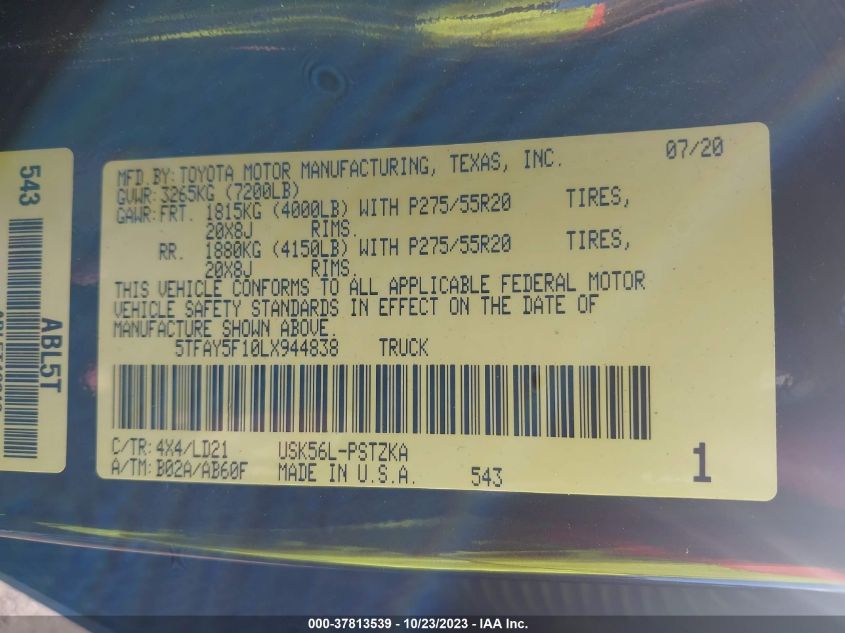 MFD BY: TOYOTA MOTOR MANUFACTURING, TEXAS, INC. 07/20
GVWR: 3265KG (7200LB)
GAWR: FRT. 1815KG (4000LB) WITH P275/55R20 TIRES,
20X8J RIMS.
RR. 1880KG (4150LB) WITH P275/55R20 TIRES,
20X8J RIMS.
THIS VEHICLE CONFORMS TO ALL APPLICABLE FEDERAL MOTOR
VEHICLE SAFETY STANDARDS IN EFFECT ON THE DATE OF
MANUFACTURE SHOWN ABOVE.
5TFAY5F10LX944838 TRUCK
C/TR: 4X4/LD21 USK56L-PSTZKA
A/TM: B02A/AB60F MADE IN U.S.A. 543 1
543
ABL5T
000-37813539 - 10/23/2023 - IAA Inc.